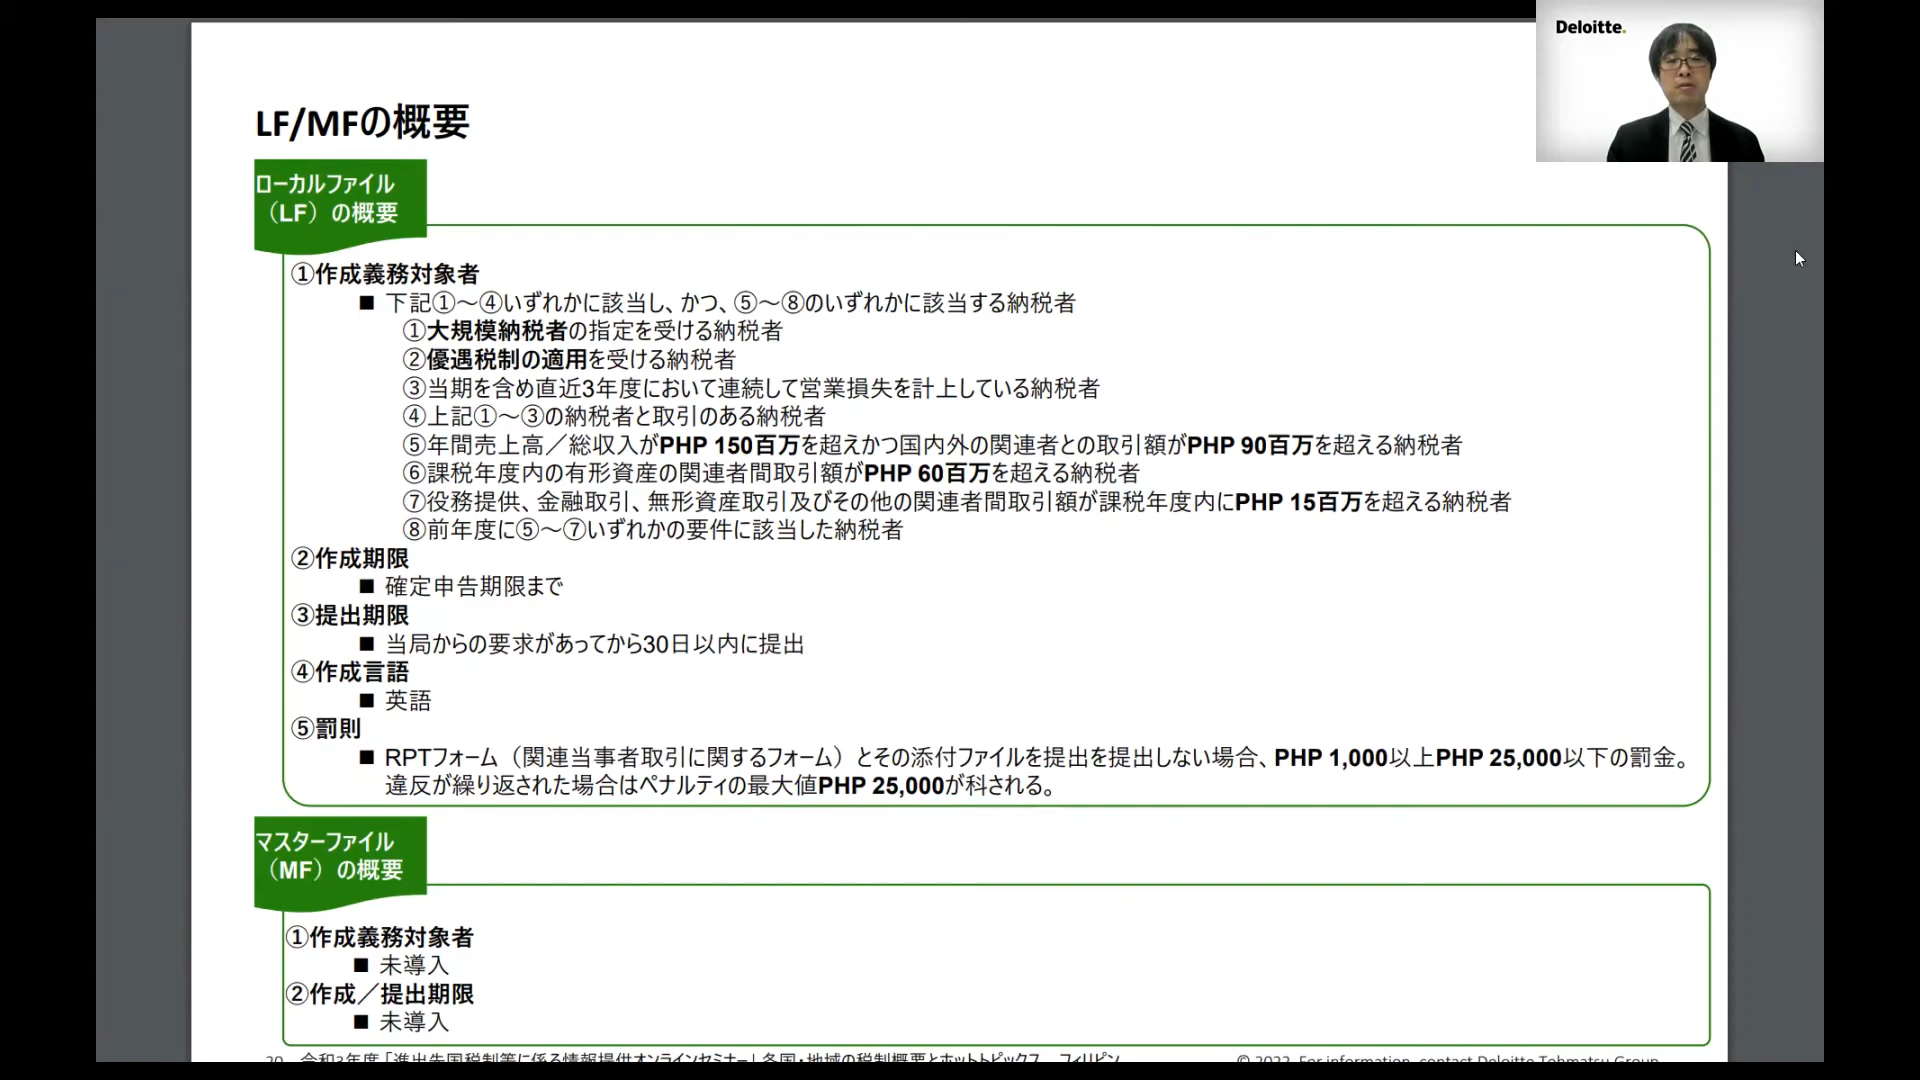 Deloitte.
LF/MFの概要
ローカルファイル
（LF）の概要
①作成義務対象者
■ 下記①～④いずれかに該当し、かつ、⑤～⑧のいずれかに該当する納税者
①大規模納税者の指定を受ける納税者
②優遇税制の適用を受ける納税者
③当期を含め直近3年度において連続して営業損失を計上している納税者
④上記①～③の納税者と取引のある納税者
⑤年間売上高／総収入がPHP 150百万を超えかつ国内外の関連者との取引額がPHP 90百万を超える納税者
⑥課税年度内の有形資産の関連者間取引額がPHP 60百万を超える納税者
⑦役務提供、金融取引、無形資産取引及びその他の関連者間取引額が課税年度内にPHP 15百万を超える納税者
⑧前年度に⑤～⑦いずれかの要件に該当した納税者
②作成期限
■ 確定申告期限まで
③提出期限
■ 当局からの要求があってから30日以内に提出
④作成言語
■ 英語
⑤罰則
■ RPTフォーム（関連当事者取引に関するフォーム）とその添付ファイルを提出を提出しない場合、PHP 1,000以上PHP 25,000以下の罰金。
違反が繰り返された場合はペナルティの最大値PHP 25,000が科される。
マスターファイル
（MF）の概要
①作成義務対象者
■ 未導入
②作成／提出期限
■ 未導入
20 令和3年度「進出先国税制等に係る情報提供オンラインセミナー」各国・地域の税制概要とホットトピックス フィリピン
© 2022. For information, contact Deloitte Tohmatsu Group.